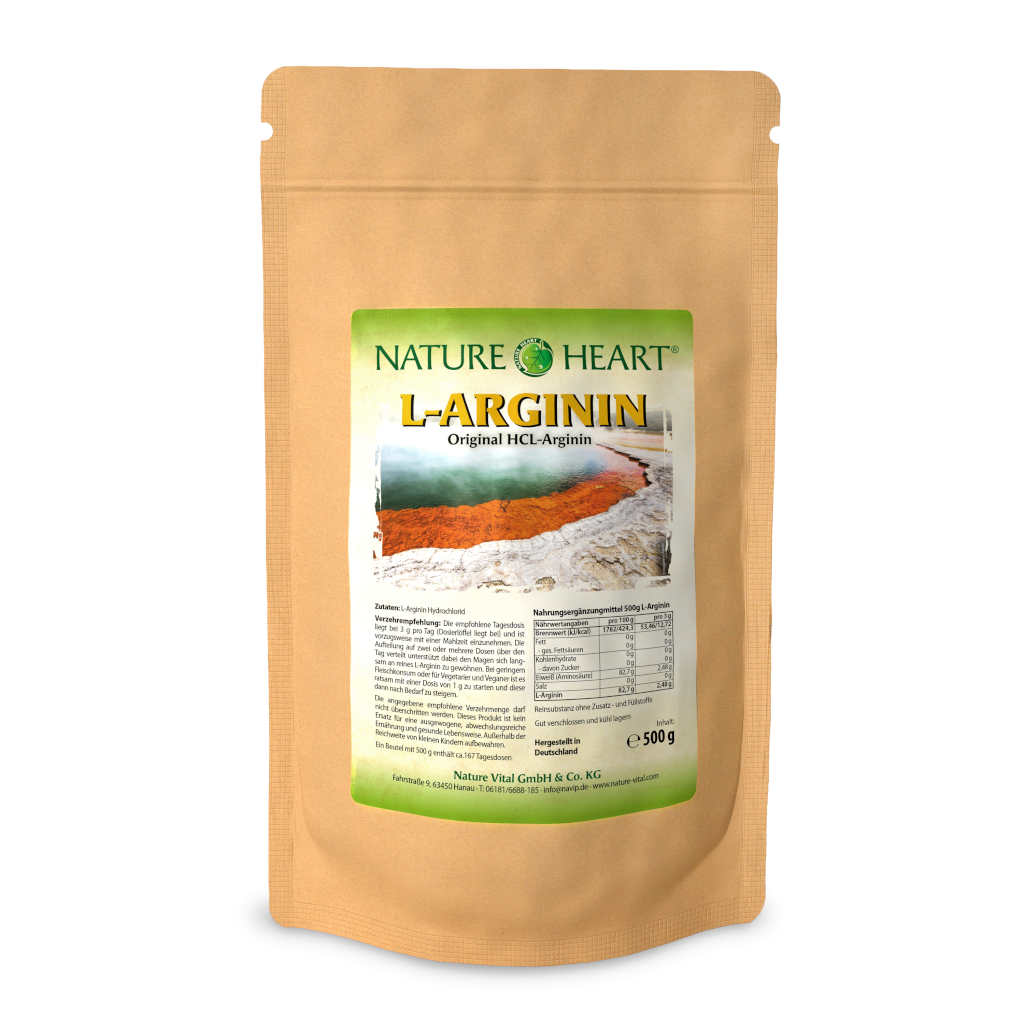 NATURE HEART®
NATURE HEART
L-ARGININ
Original HCL-Arginin
Zutaten: L-Arginin Hydrochlorid
Verzehrempfehlung: Die empfohlene Tagesdosis
liegt bei 3 g pro Tag (Dosierlöffel liegt bei) und ist
vorzugsweise mit einer Mahlzeit einzunehmen. Die
Aufteilung auf zwei oder mehrere Dosen über den
Tag verteilt unterstützt dabei den Magen sich lang-
sam an reines L-Arginin zu gewöhnen. Bei geringem
Fleischkonsum oder für Vegetarier und Veganer ist es
ratsam mit einer Dosis von 1 g zu starten und diese
dann nach Bedarf zu steigern.
Die angegebene empfohlene Verzehrmenge darf
nicht überschritten werden. Dieses Produkt ist kein
Ersatz für eine ausgewogene, abwechslungsreiche
Ernährung und gesunde Lebensweise. Außerhalb der
Reichweite von kleinen Kindern aufbewahren.
Ein Beutel mit 500 g enthält ca.167 Tagesdosen
Nahrungsergänzungmittel 500g L-Arginin
Nährwertangaben pro 100 g pro 3 g
Brennwert (kJ/kcal) 1762/424,3 53,46/12,72
Fett 0 g 0 g
- ges. Fettsäuren 0 g 0 g
Kohlenhydrate 0 g 0 g
- davon Zucker 0 g 0 g
Eiweiß (Aminosäure) 82,7 g 2,48 g
Salz 0 g 0 g
L-Arginin 82,7 g 2,48 g
Reinsubstanz ohne Zusatz - und Füllstoffe
Gut verschlossen und kühl lagern
Hergestellt in
Deutschland
Inhalt:
℮ 500 g
Nature Vital GmbH & Co. KG
Fahrstraße 9, 63450 Hanau · T: 06181/6688-185 · info@navip.de · www.nature-vital.com